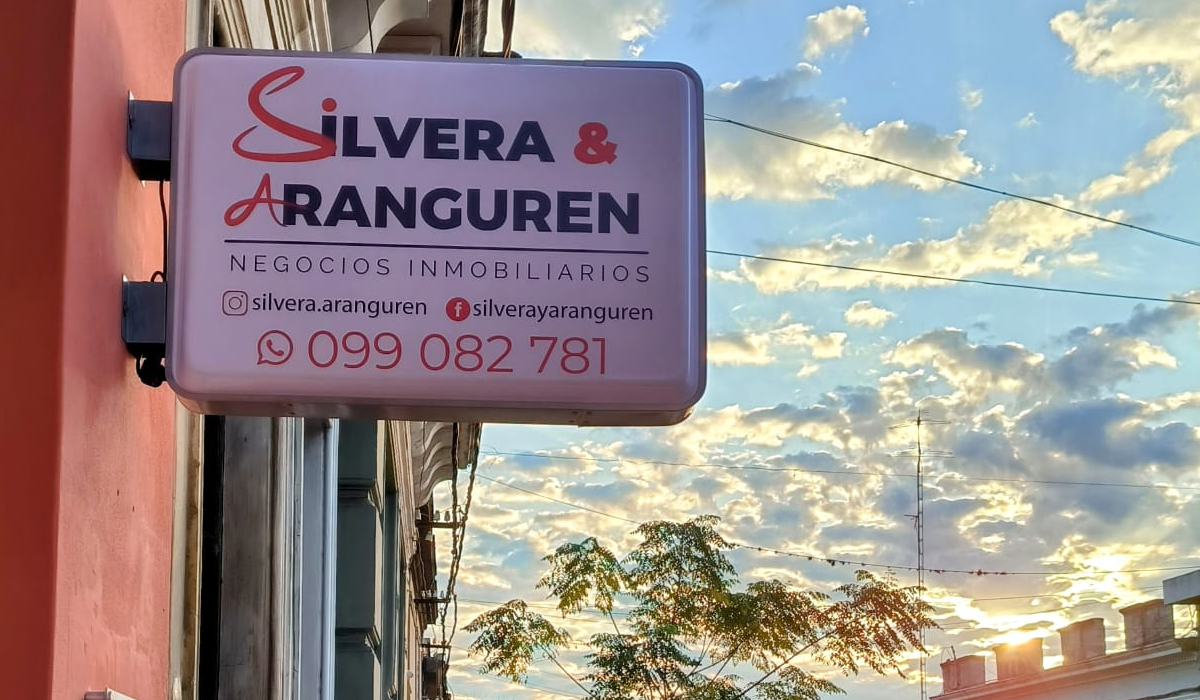 SiLVERA &
ARANGUREN
NEGOCIOS INMOBILIARIOS
silvera.aranguren silverayaranguren
099 082 781